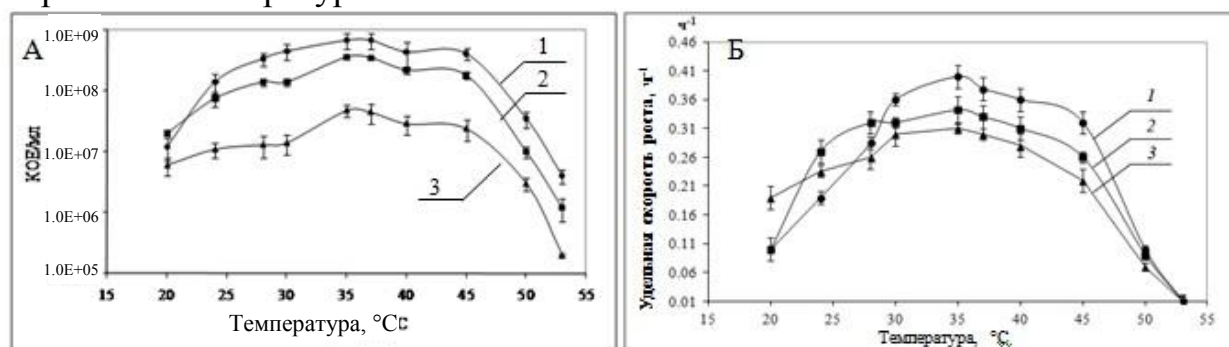 А
КОЕ/мл
1.0E+09
1.0E+08
1.0E+07
1.0E+06
1.0E+05
15 20 25 30 35 40 45 50 55
Температура, °C
1
2
3
Б
ч-1
Удельная скорость роста, ч-1
0.46
0.41
0.36
0.31
0.26
0.21
0.16
0.11
0.06
0.01
15 20 25 30 35 40 45 50 55
Температура, °C
1
2
3